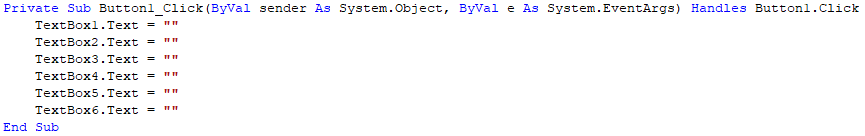 Private Sub Button1_Click(ByVal sender As System.Object, ByVal e As System.EventArgs) Handles Button1.Click
    TextBox1.Text = ""
    TextBox2.Text = ""
    TextBox3.Text = ""
    TextBox4.Text = ""
    TextBox5.Text = ""
    TextBox6.Text = ""
End Sub